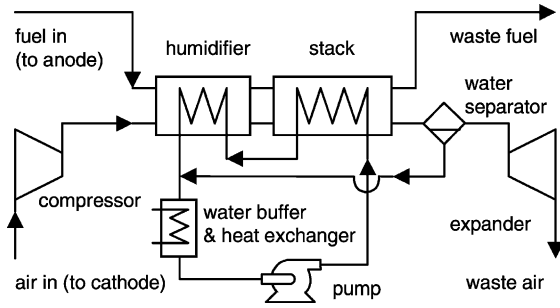 fuel in
(to anode)
humidifier
stack
waste fuel
water
separator
compressor
water buffer
& heat exchanger
expander
air in (to cathode)
pump
waste air